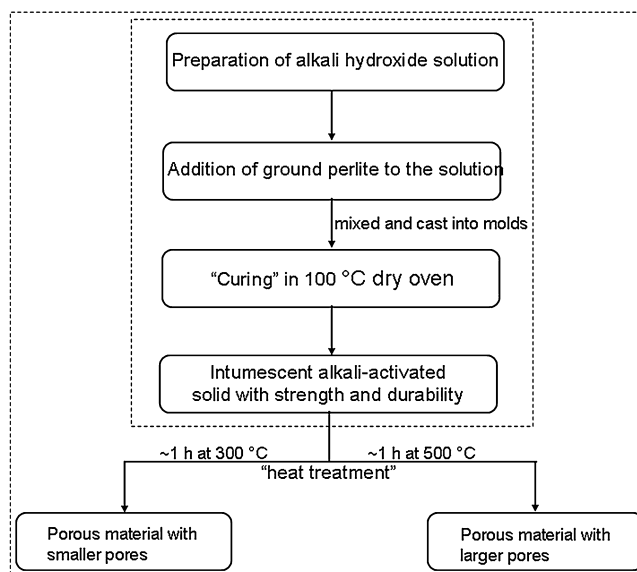 Preparation of alkali hydroxide solution
Addition of ground perlite to the solution
mixed and cast into molds
“Curing” in 100 °C dry oven
Intumescent alkali-activated
solid with strength and durability
~1 h at 300 °C
~1 h at 500 °C
“heat treatment”
Porous material with
smaller pores
Porous material with
larger pores